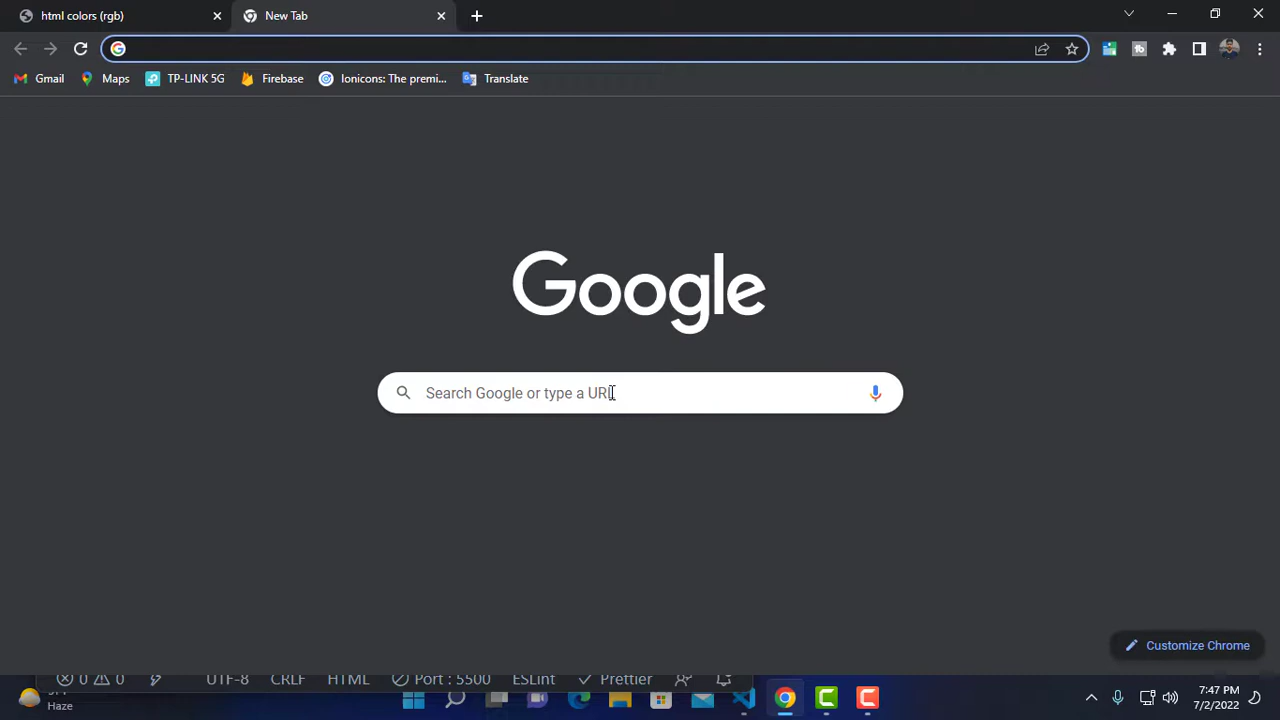 html colors (rgb)
New Tab
Gmail
Maps
TP-LINK 5G
Firebase
Ionicons: The premi...
Translate
Google
Search Google or type a URL
Customize Chrome
0 0 UTF-8 CRLF HTML Port : 5500 ESLint Prettier
Haze
7:47 PM
7/2/2022